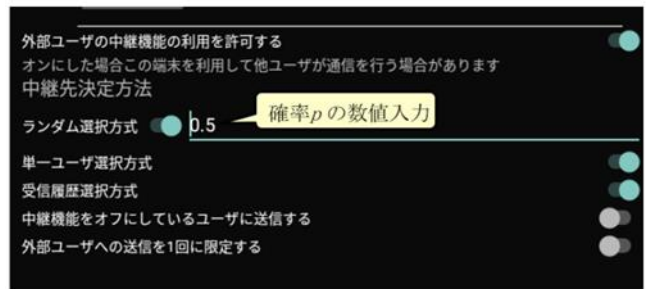 外部ユーザの中継機能の利用を許可する
オンにした場合この端末を利用して他ユーザが通信を行う場合があります
中継先決定方法
ランダム選択方式 0.5 確率pの数値入力
単一ユーザ選択方式
受信履歴選択方式
中継機能をオフにしているユーザに送信する
外部ユーザへの送信を1回に限定する